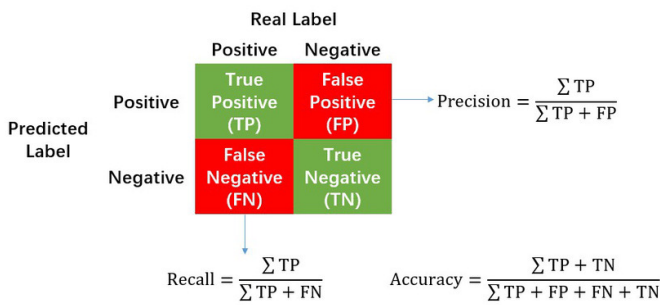 Real Label
Positive Negative
Predicted Label
Positive
True Positive (TP)
False Positive (FP)
Precision = ∑ TP / ∑ TP + FP
Negative
False Negative (FN)
True Negative (TN)
Recall = ∑ TP / ∑ TP + FN
Accuracy = ∑ TP + TN / ∑ TP + FP + FN + TN